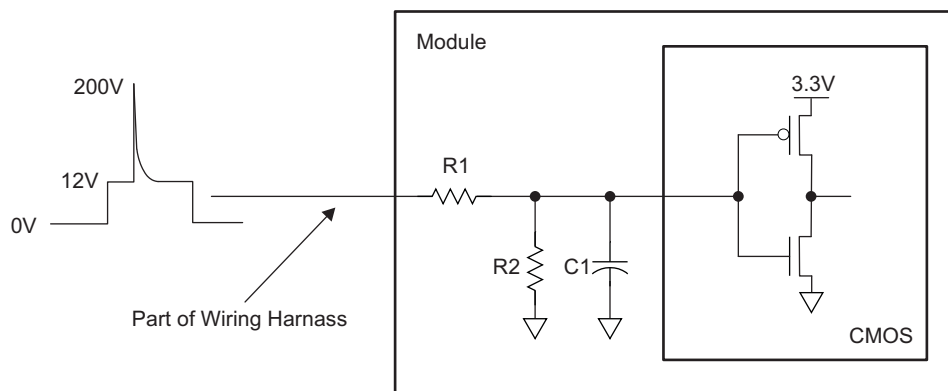 Module
200V
3.3V
R1
12V
0V
R2
C1
Part of Wiring Harnass
CMOS